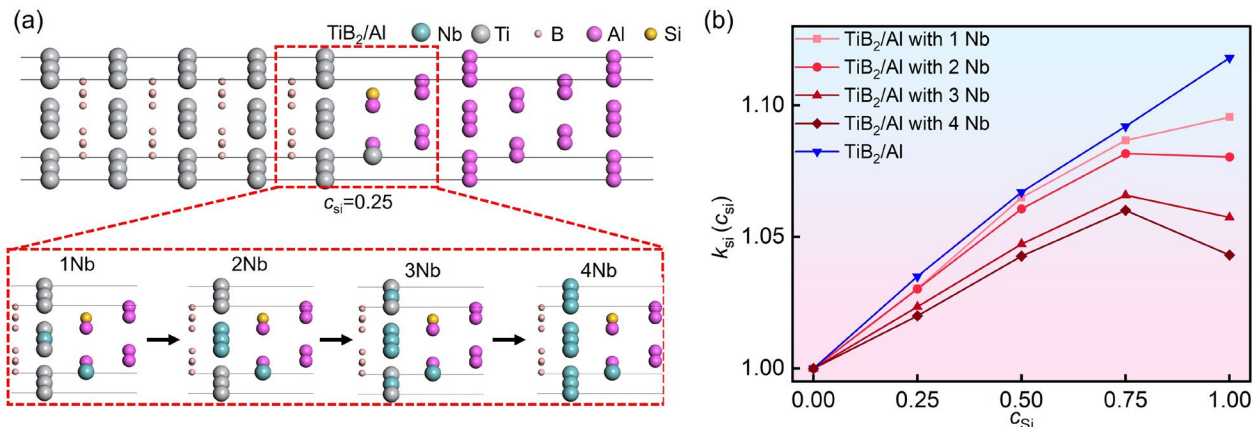 (a)
TiB2/Al Nb Ti B Al Si
csi=0.25
1Nb 2Nb 3Nb 4Nb
(b)
TiB2/Al with 1 Nb
TiB2/Al with 2 Nb
TiB2/Al with 3 Nb
TiB2/Al with 4 Nb
TiB2/Al
ksi (csi)
1.10
1.05
1.00
0.00 0.25 0.50 0.75 1.00
cSi